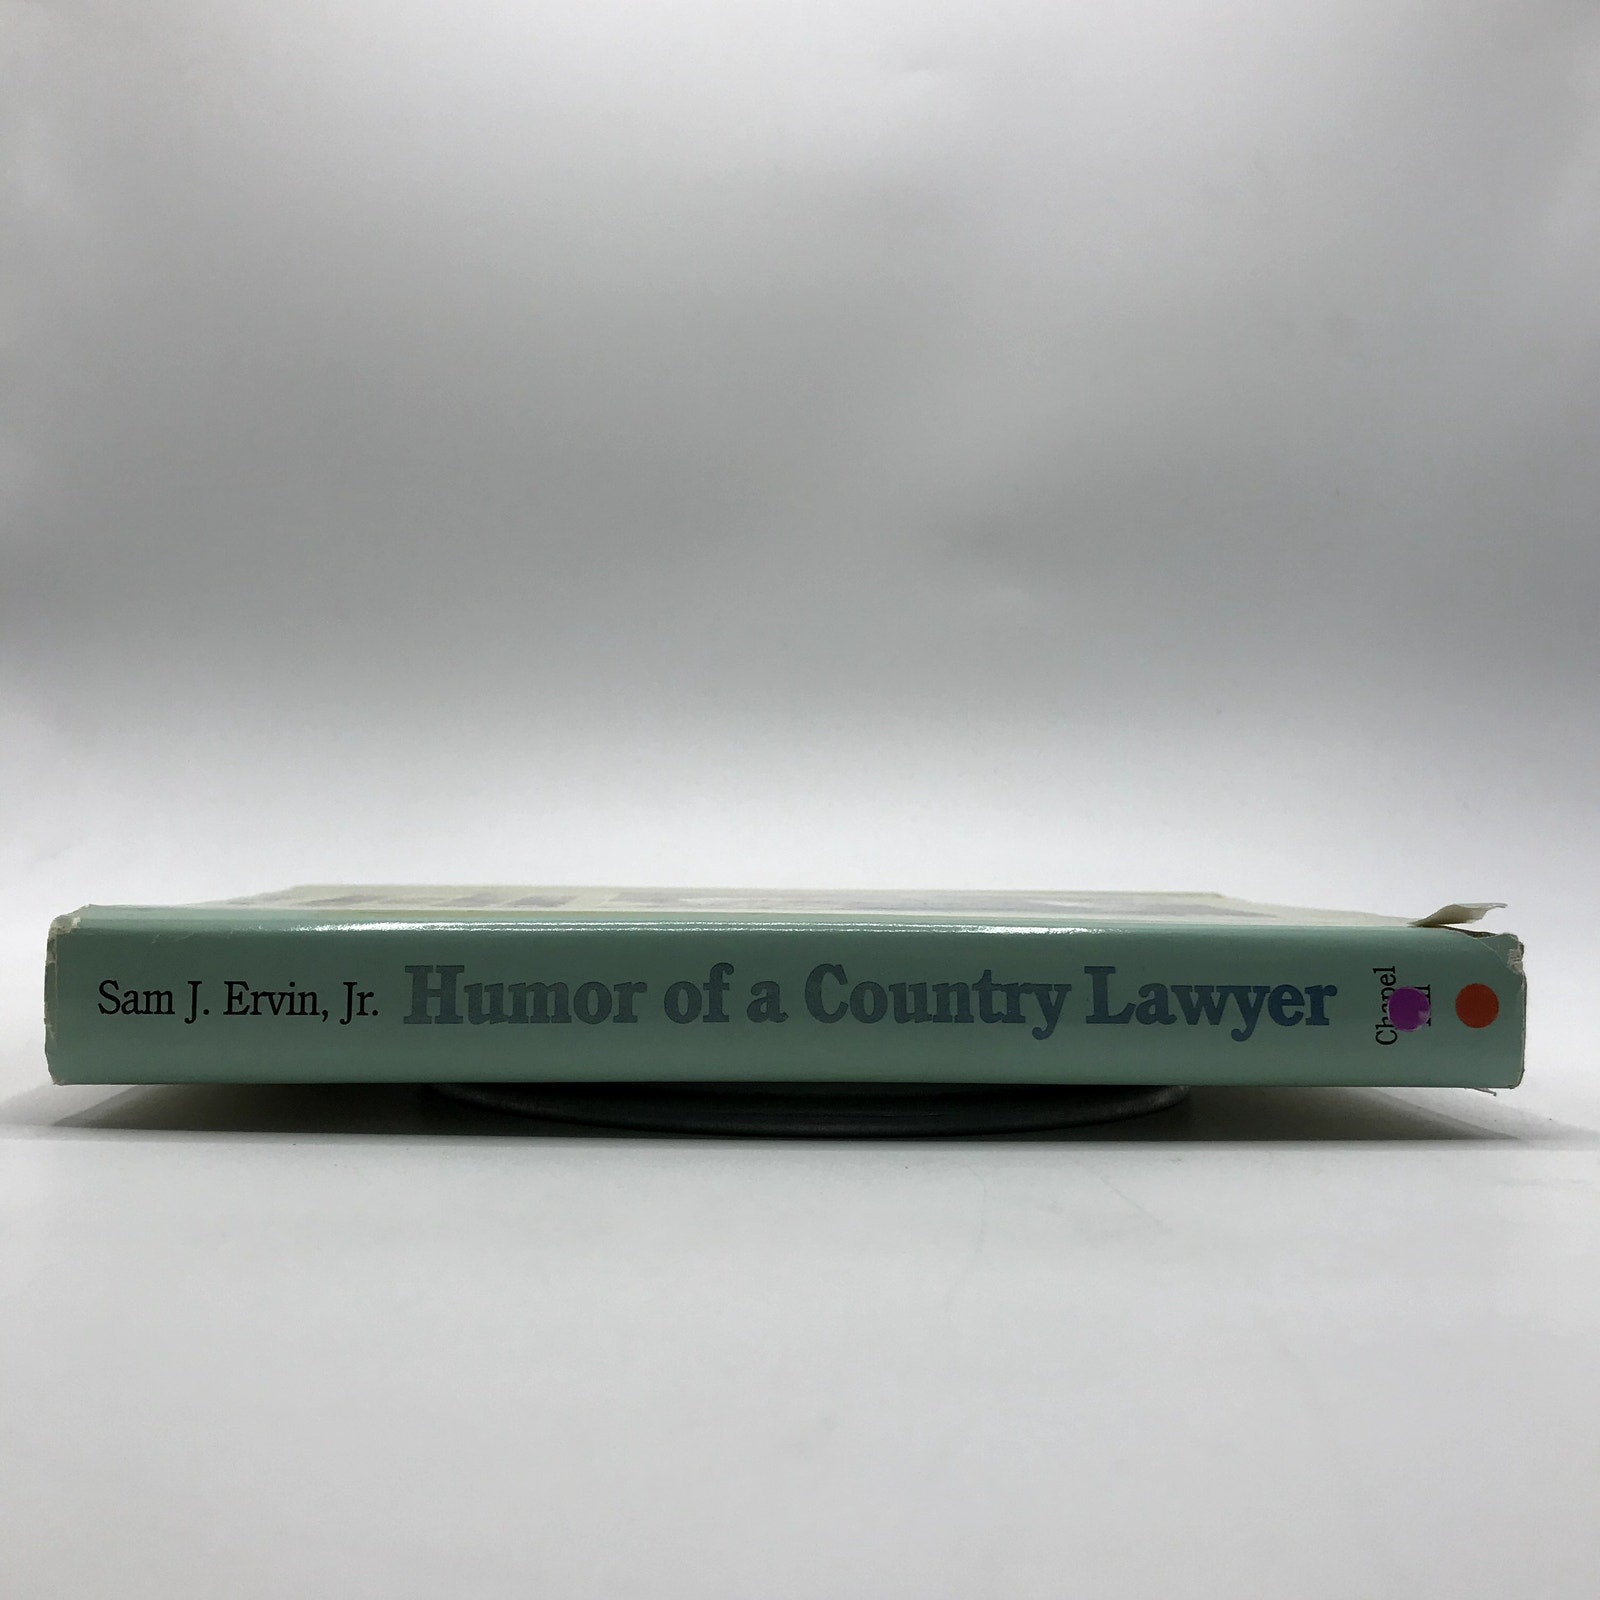 Sam J. Ervin, Jr. Humor of a Country Lawyer
Chapel